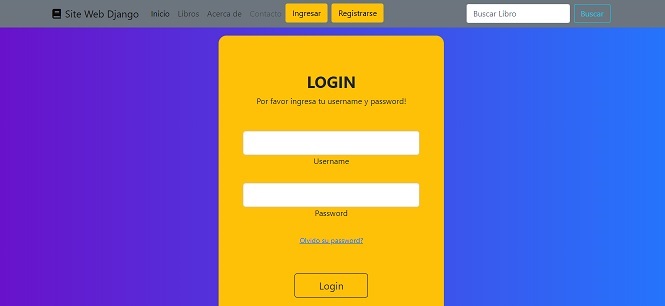 Site Web Django Inicio Libros Acerca de Contacto Ingresar Registrarse Buscar Libro Buscar
LOGIN
Por favor ingresa tu username y password!
Username
Password
Olvido su password?
Login